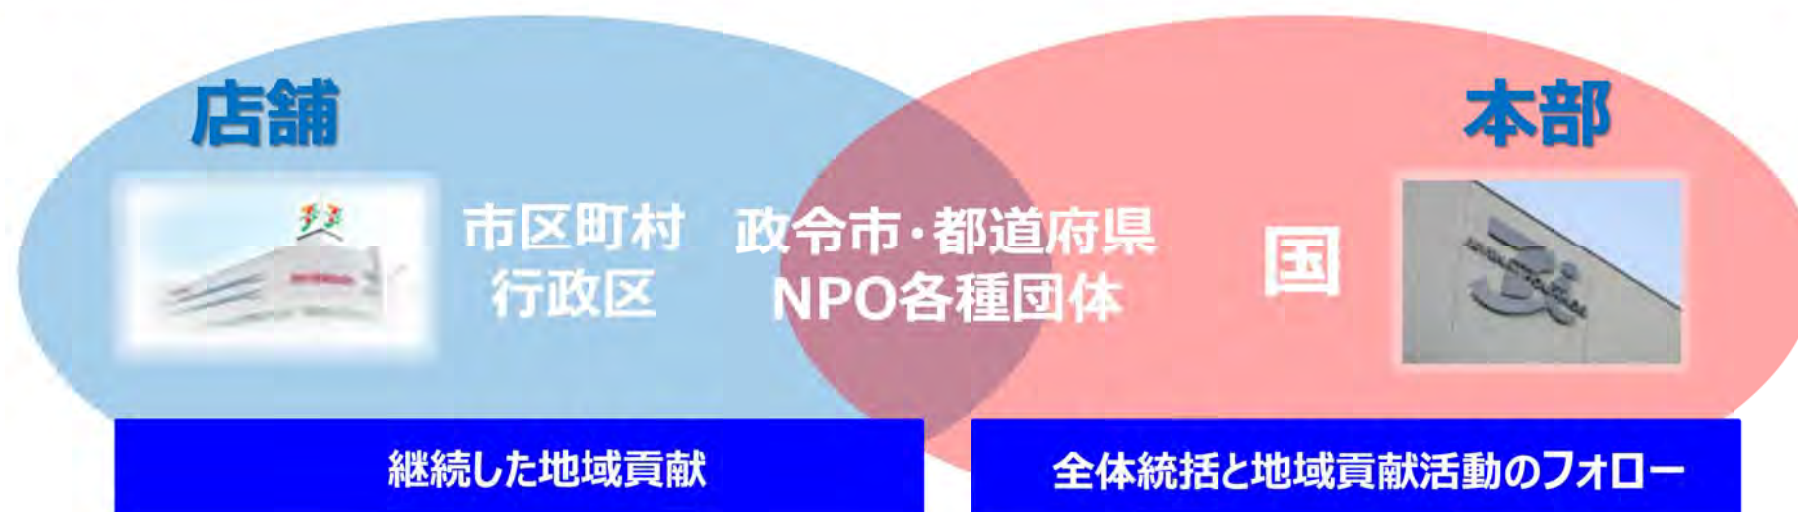 店舗
本部
市区町村
行政区
政令市・都道府県
NPO各種団体
国
継続した地域貢献
全体統括と地域貢献活動のフォロー